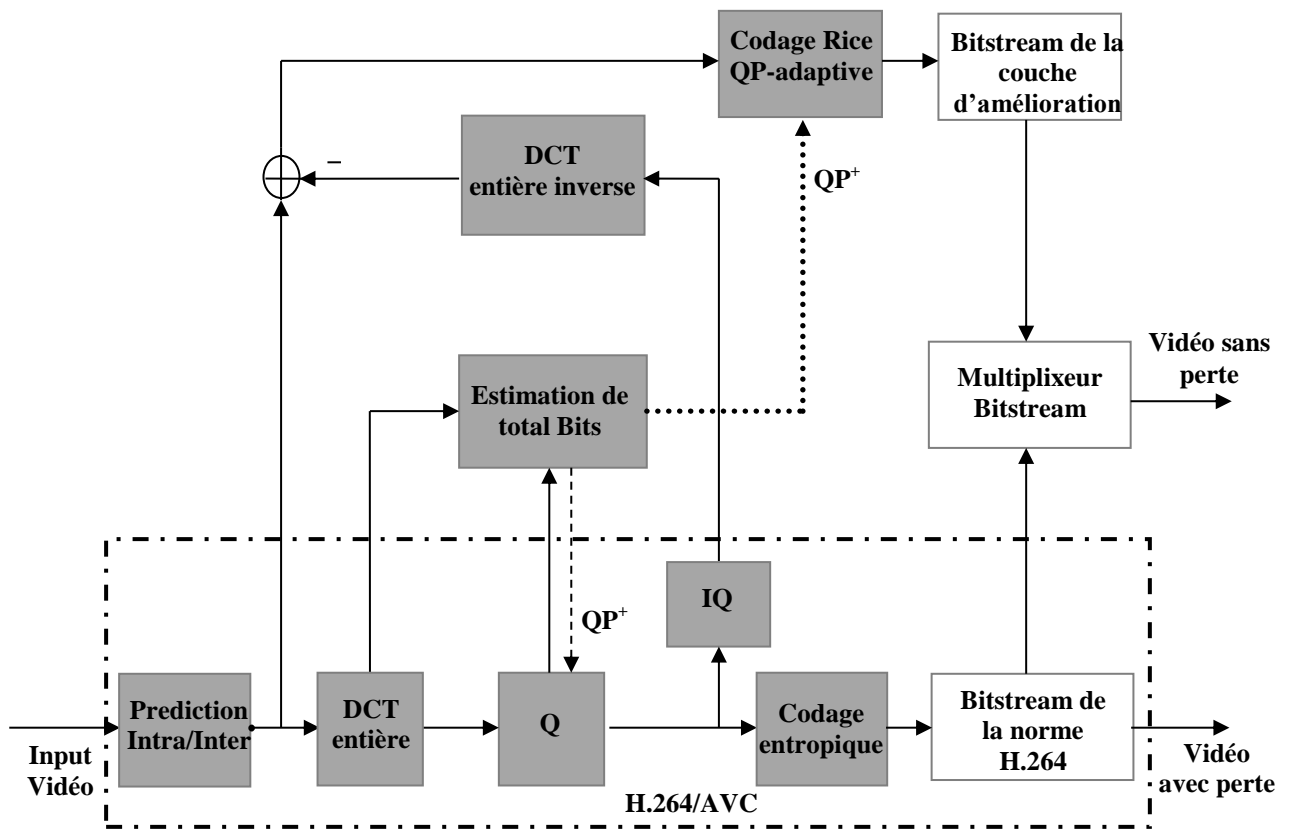 Codage Rice
QP-adaptive
Bitstream de la
couche
d’amélioration
–
DCT
entière inverse
QP+
Estimation de
total Bits
Multiplixeur
Bitstream
Vidéo sans
perte
IQ
QP+
Prediction
Intra/Inter
DCT
entière
Q
Codage
entropique
Bitstream de
la norme
H.264
Input
Vidéo
Vidéo
avec perte
H.264/AVC